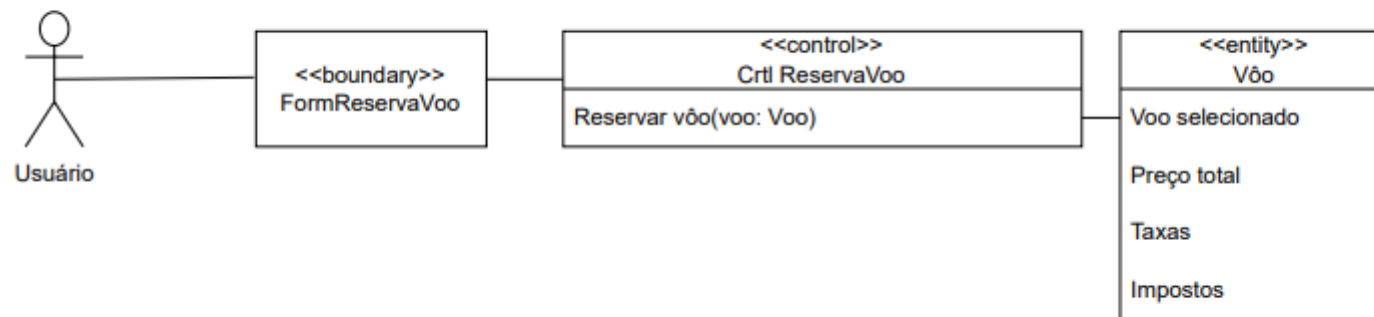 Usuário
<<boundary>>
FormReservaVoo
<<control>>
Crtl ReservaVoo
Reservar vôo(voo: Voo)
<<entity>>
Vôo
Voo selecionado
Preço total
Taxas
Impostos